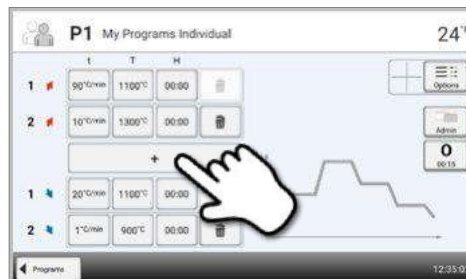 P1 My Programs Individual 24°
t T H
1 90°C/min 1100°C 00:00 Options
2 10°C/min 1300°C 00:00 Admin
+ 0
00:15
1 20°C/min 1100°C 00:00
2 1°C/min 900°C 00:00
Programs 12:35:0